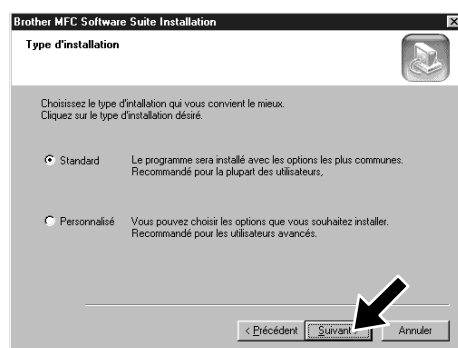 Brother MFC Software Suite Installation
Type d'installation
Choisissez le type d'intallation qui vous convient le mieux.
Cliquez sur le type d'installation désiré.
Standard
Le programme sera installé avec les options les plus communes.
Recommandé pour la plupart des utilisateurs,
Personnalisé
Vous pouvez choisir les options que vous souhaitez installer.
Recommandé pour les utilisateurs avancés.
< Précédent
Suivant >
Annuler